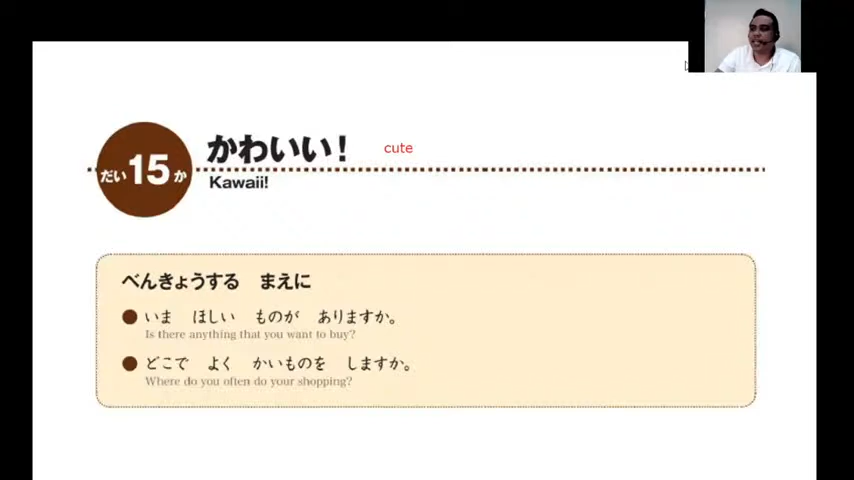 だい15か
かわいい！ cute
Kawaii!
べんきょうする まえに
● いま ほしい ものが ありますか。
Is there anything that you want to buy?
● どこで よく かいものを しますか。
Where do you often do your shopping?